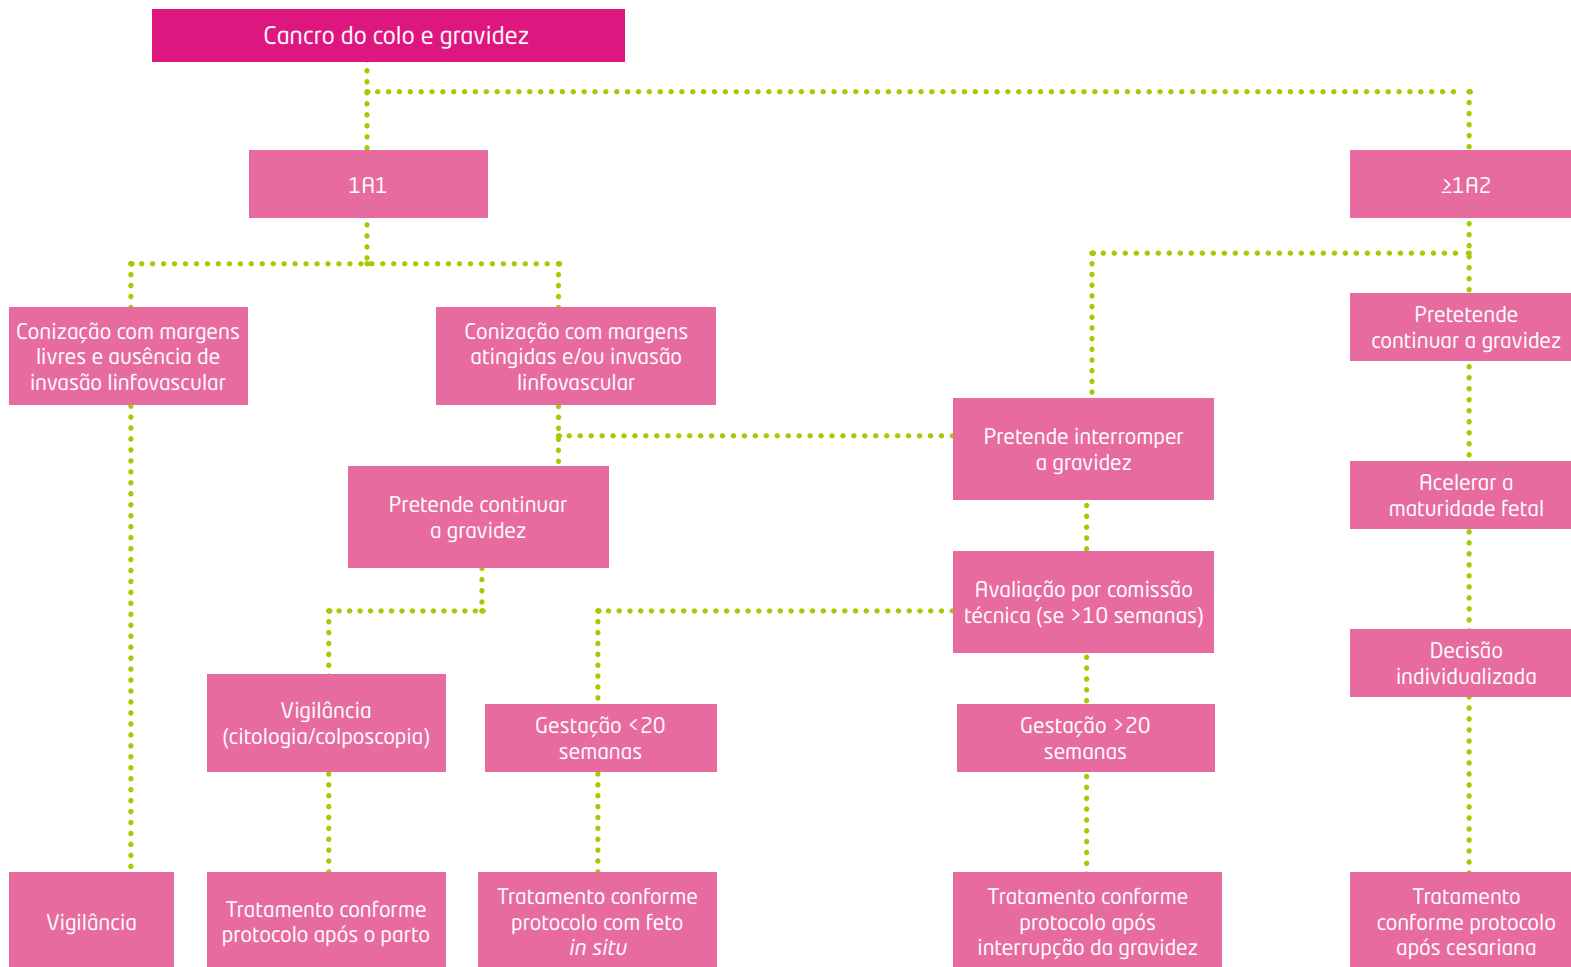 Cancro do colo e gravidez
1A1
≥1A2
Conização com margens
livres e ausência de
invasão linfovascular
Conização com margens
atingidas e/ou invasão
linfovascular
Pretetende
continuar a gravidez
Pretende interromper
a gravidez
Pretende continuar
a gravidez
Acelerar a
maturidade fetal
Avaliação por comissão
técnica (se >10 semanas)
Decisão
individualizada
Vigilância
(citologia/colposcopia)
Gestação <20
semanas
Gestação >20
semanas
Vigilância
Tratamento conforme
protocolo após o parto
Tratamento conforme
protocolo com feto
in situ
Tratamento conforme
protocolo após
interrupção da gravidez
Tratamento
conforme protocolo
após cesariana